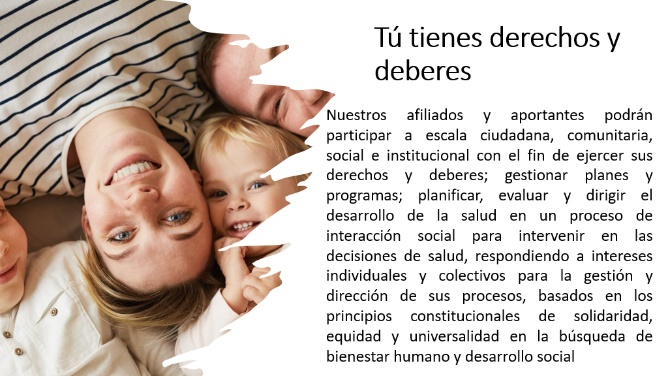 Tú tienes derechos y
deberes
Nuestros afiliados y aportantes podrán
participar a escala ciudadana, comunitaria,
social e institucional con el fin de ejercer sus
derechos y deberes; gestionar planes y
programas; planificar, evaluar y dirigir el
desarrollo de la salud en un proceso de
interacción social para intervenir en las
decisiones de salud, respondiendo a intereses
individuales y colectivos para la gestión y
dirección de sus procesos, basados en los
principios constitucionales de solidaridad,
equidad y universalidad en la búsqueda de
bienestar humano y desarrollo social